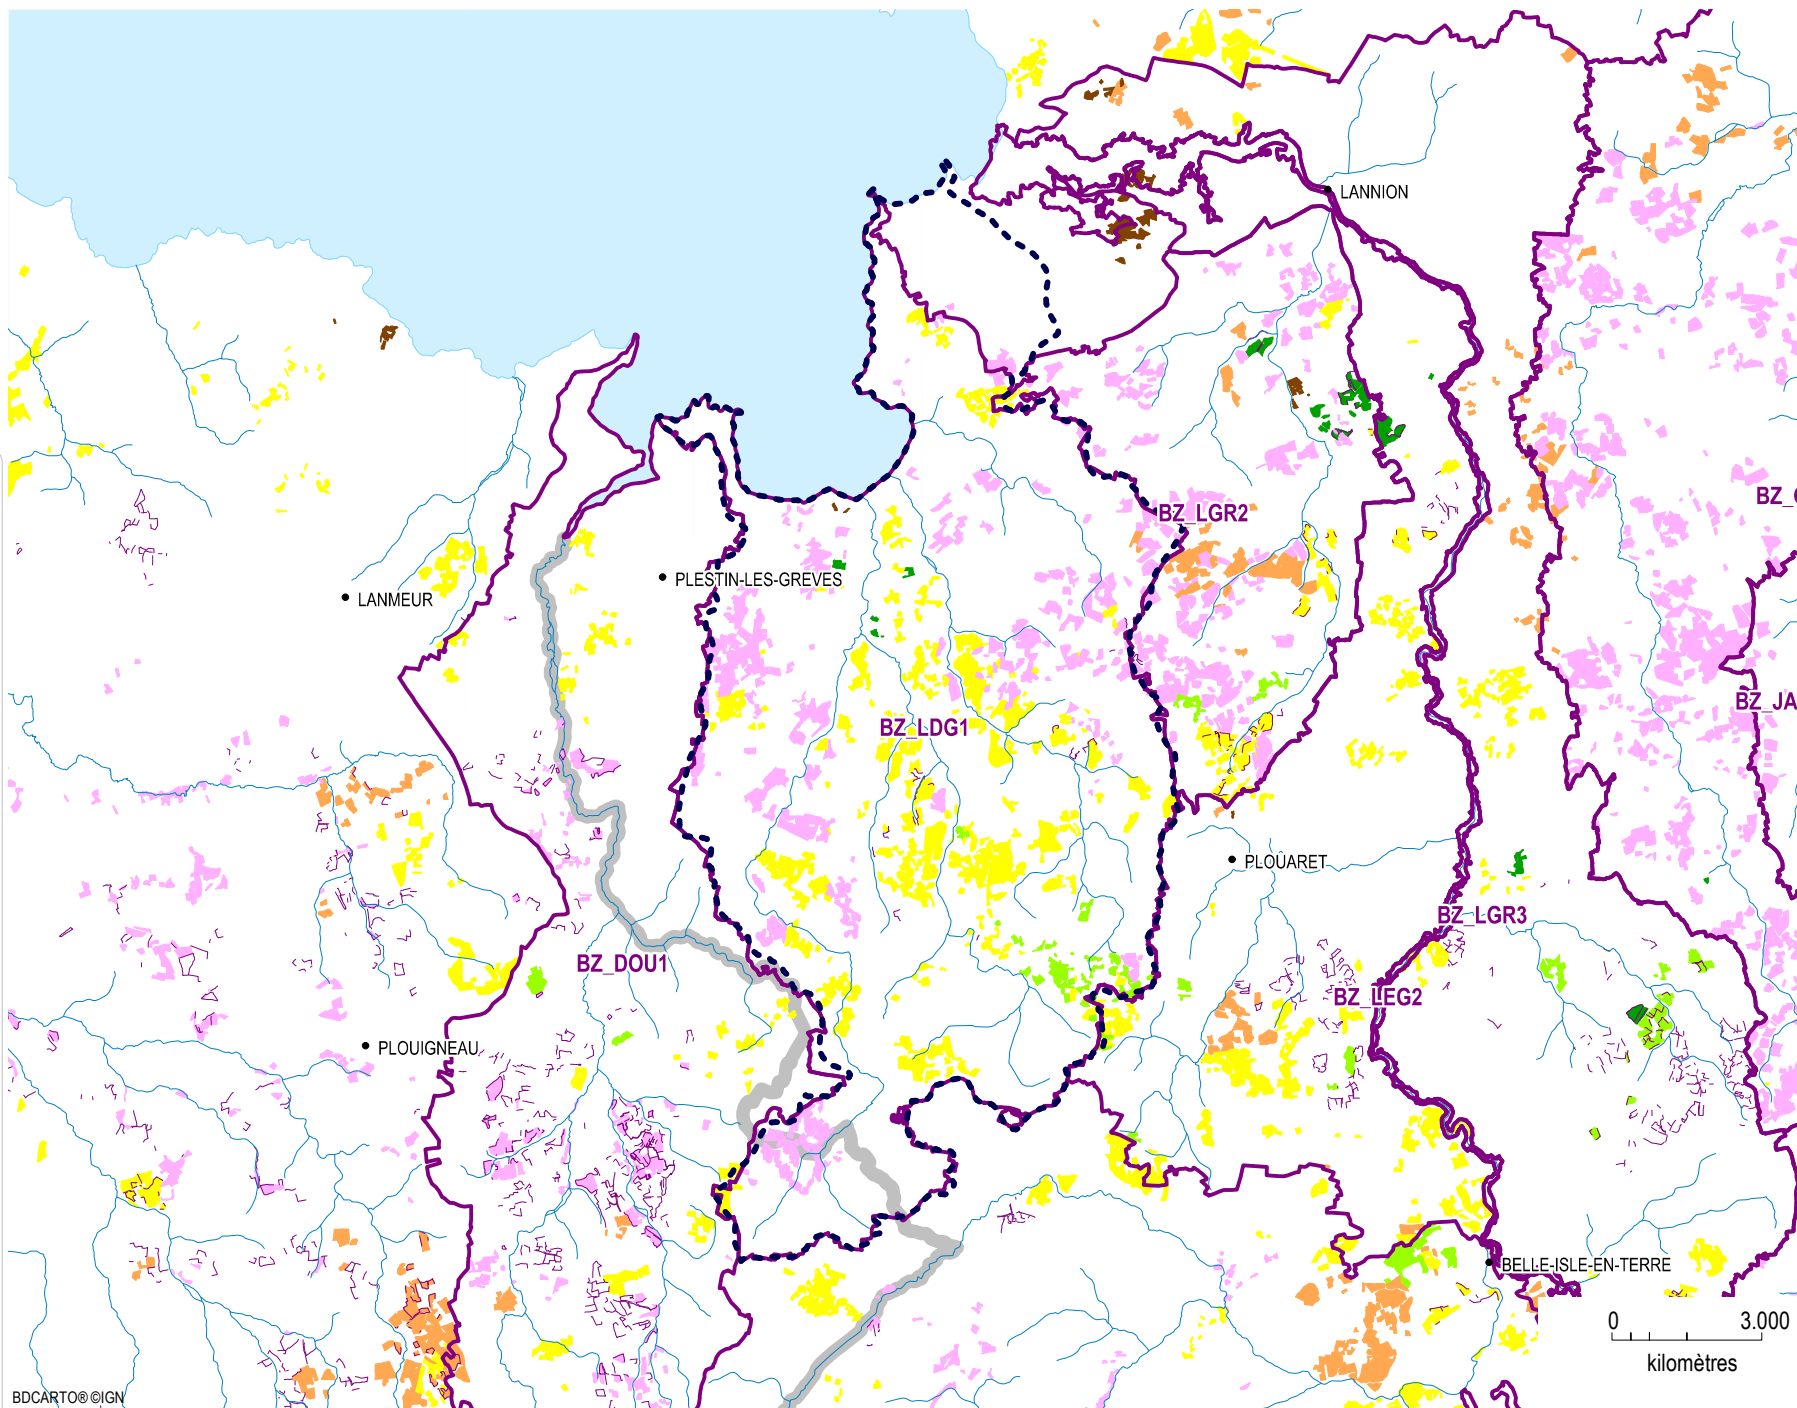 LANNION
BZ_LGR2
PLESTIN-LES-GREVES
LANMEUR
BZ_JA
BZ_LDG1
PLOUARET
BZ_LGR3
BZ_DOU1
BZ_LEG2
PLOUIGNEAU
BELLE-ISLE-EN-TERRE
0 3.000
kilomètres
BDCARTO® ©IGN